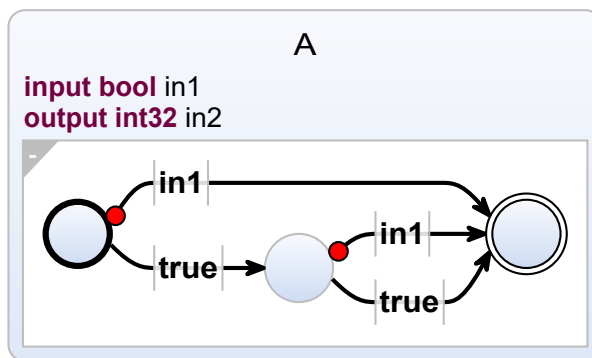 A
input bool in1
output int32 in2
-
in1
in1
true
true